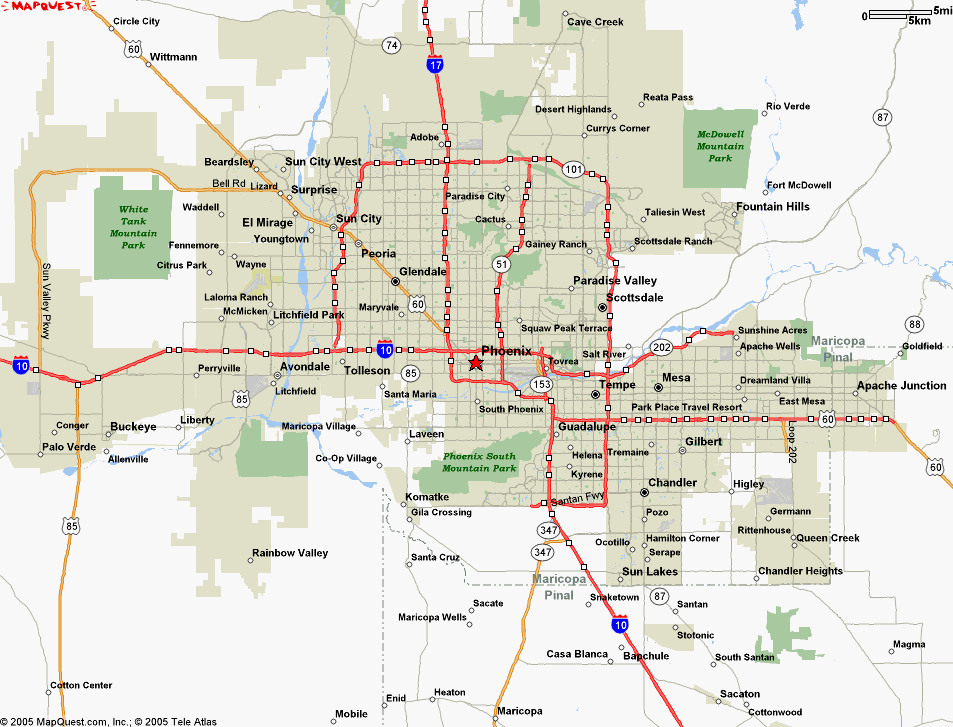 MAPQUEST
0 5mi
5km
Circle City
Cave Creek
74
60
Wittmann
17
Reata Pass
Desert Highlands
Rio Verde
87
Currys Corner
McDowell
Mountain
Park
Adobe
Beardsley
Sun City West
101
Bell Rd
Lizard
Surprise
Paradise City
Fort McDowell
White
Tank
Mountain
Park
Waddell
El Mirage
Sun City
Cactus
Taliesin West
Fountain Hills
Youngtown
Fennemore
Peoria
Gainey Ranch
Scottsdale Ranch
Citrus Park
Wayne
Glendale
51
Sun Valley Pkwy
Paradise Valley
Laloma Ranch
McMicken
Litchfield Park
Maryvale
60
Scottsdale
Squaw Peak Terrace
88
Sunshine Acres
Maricopa
Pinal
Goldfield
10
10
Phoenix
Salt River
202
Apache Wells
Tovrea
Perryville
Avondale
Tolleson
85
153
Tempe
Mesa
Dreamland Villa
Apache Junction
Litchfield
85
Santa Maria
South Phoenix
Park Place Travel Resort
East Mesa
Liberty
60
Conger
Buckeye
Maricopa Village
Laveen
Guadalupe
Loop 202
Gilbert
Palo Verde
Allenville
Co-Op Village
Phoenix South
Mountain Park
Helena
Tremaine
Kyrene
60
Komatke
Santan Fwy
Chandler
Higley
Gila Crossing
Pozo
Germann
85
347
Rittenhouse
Hamilton Corner
Queen Creek
Ocotillo
347
Rainbow Valley
Santa Cruz
Serape
Sun Lakes
Chandler Heights
Maricopa
Pinal
87
Sacate
Snaketown
Santan
Maricopa Wells
10
Stotonic
Magma
Casa Blanca
Bapchule
South Santan
Cotton Center
Enid
Heaton
Sacaton
Mobile
Maricopa
Cottonwood
© 2005 MapQuest.com, Inc.; © 2005 Tele Atlas